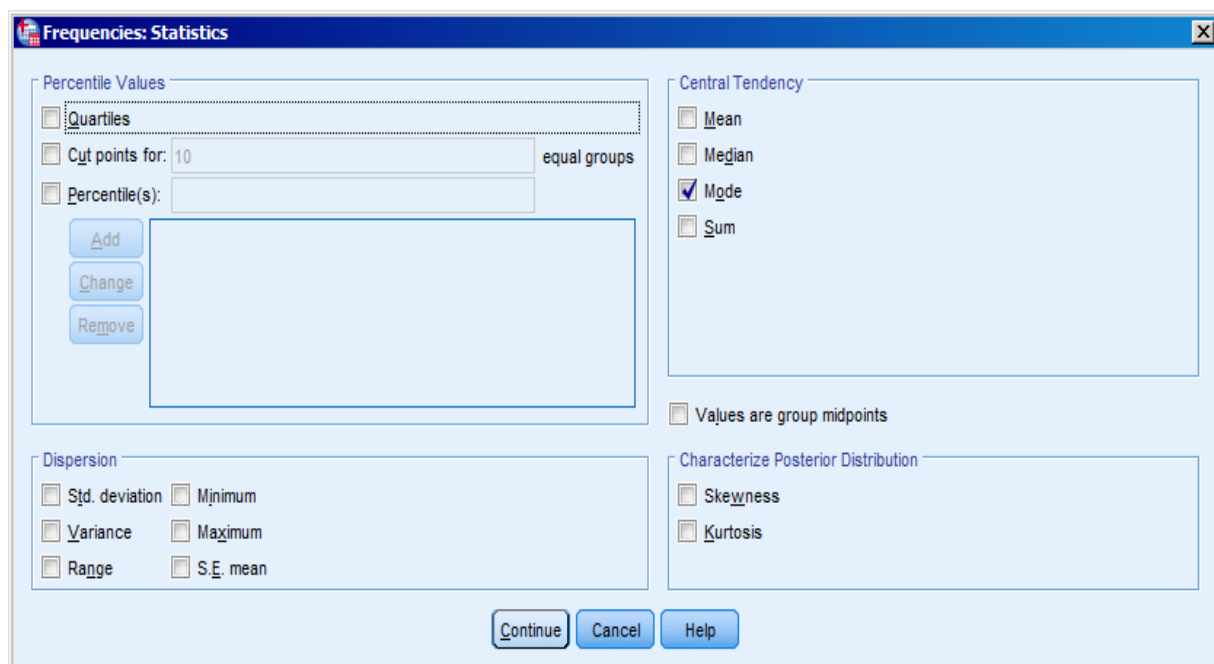 Frequencies: Statistics
Percentile Values
Quartiles
Cut points for: 10 equal groups
Percentile(s):
Add
Change
Remove
Central Tendency
Mean
Median
Mode
Sum
Values are group midpoints
Dispersion
Std. deviation Minimum
Variance Maximum
Range S.E. mean
Characterize Posterior Distribution
Skewness
Kurtosis
Continue Cancel Help